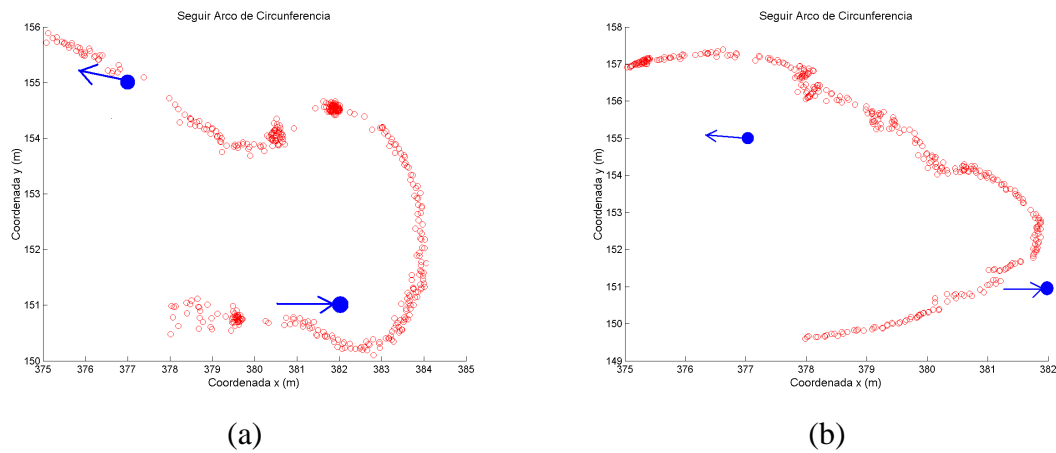 Seguir Arco de Circunferencia
156
155
154
153
152
151
150
375 376 377 378 379 380 381 382 383 384 385
Coordenada y (m)
Coordenada x (m)
(a)
Seguir Arco de Circunferencia
158
157
156
155
154
153
152
151
150
149
375 376 377 378 379 380 381 382
Coordenada y (m)
Coordenada x (m)
(b)